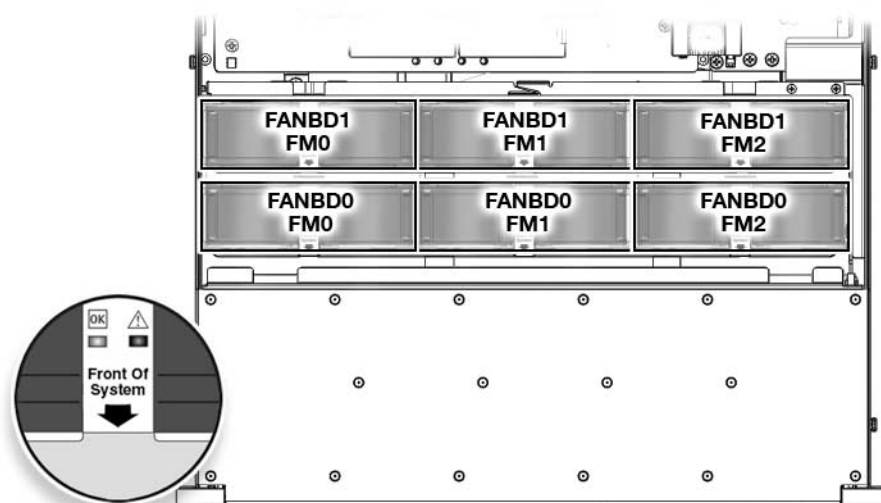 FANBD1
FM0
FANBD1
FM1
FANBD1
FM2
FANBD0
FM0
FANBD0
FM1
FANBD0
FM2
OK
Front Of
System